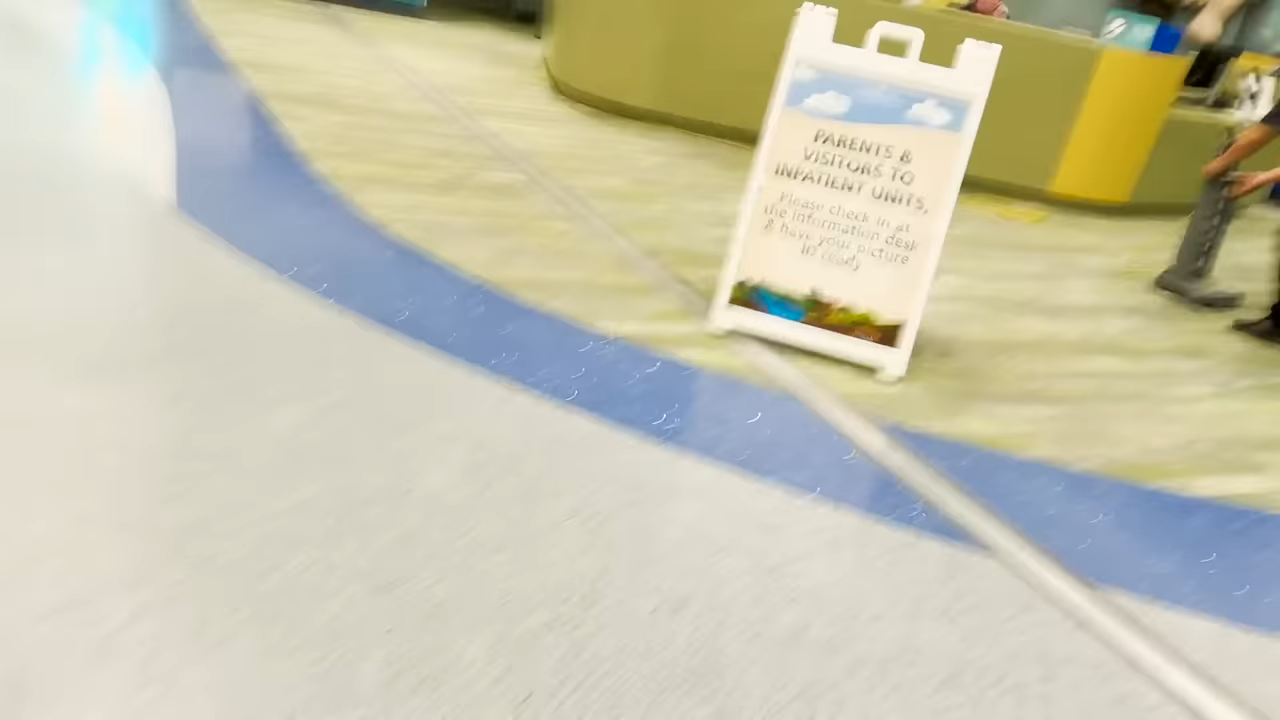 PARENTS &
VISITORS TO
INPATIENT UNITS,
Please check in at
the information desk
& have your picture
ID ready